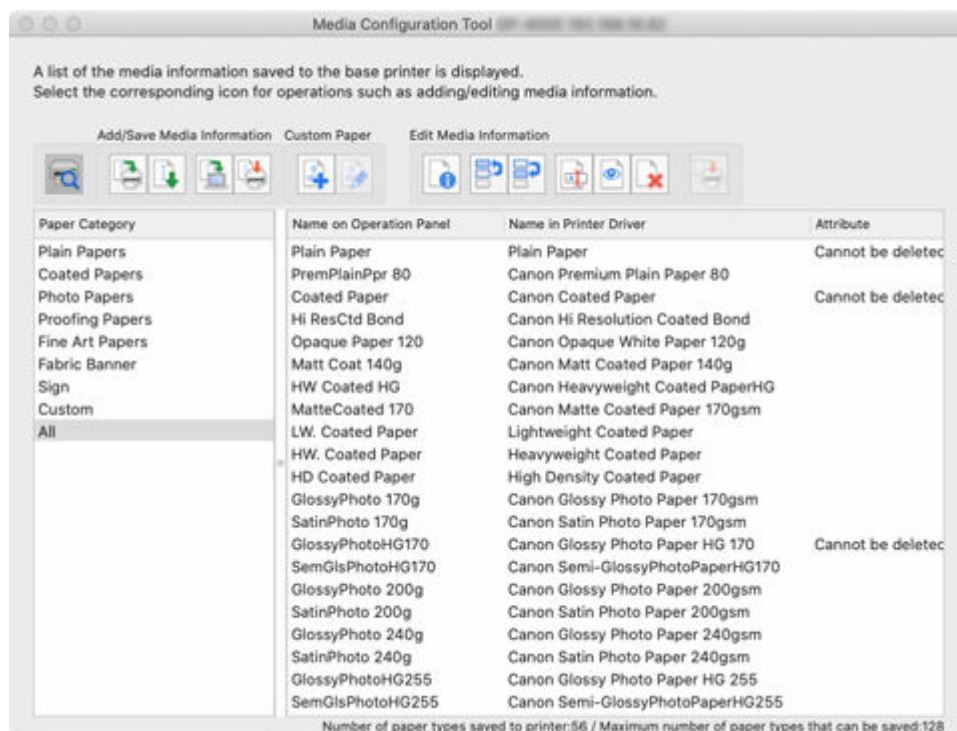 Media Configuration Tool
A list of the media information saved to the base printer is displayed.
Select the corresponding icon for operations such as adding/editing media information.
Add/Save Media Information Custom Paper Edit Media Information
Paper Category Name on Operation Panel Name in Printer Driver Attribute
Plain Papers Plain Paper Plain Paper Cannot be deleted
Coated Papers PremPlainPpr 80 Canon Premium Plain Paper 80
Photo Papers Coated Paper Canon Coated Paper Cannot be deleted
Proofing Papers Hi ResCtd Bond Canon Hi Resolution Coated Bond
Fine Art Papers Opaque Paper 120 Canon Opaque White Paper 120g
Fabric Banner Matt Coat 140g Canon Matt Coated Paper 140g
Sign HW Coated HG Canon Heavyweight Coated PaperHG
Custom MatteCoated 170 Canon Matte Coated Paper 170gsm
All LW. Coated Paper Lightweight Coated Paper
HW. Coated Paper Heavyweight Coated Paper
HD Coated Paper High Density Coated Paper
GlossyPhoto 170g Canon Glossy Photo Paper 170gsm
SatinPhoto 170g Canon Satin Photo Paper 170gsm
GlossyPhotoHG170 Canon Glossy Photo Paper HG 170 Cannot be deleted
SemGlsPhotoHG170 Canon Semi-GlossyPhotoPaperHG170
GlossyPhoto 200g Canon Glossy Photo Paper 200gsm
SatinPhoto 200g Canon Satin Photo Paper 200gsm
GlossyPhoto 240g Canon Glossy Photo Paper 240gsm
SatinPhoto 240g Canon Satin Photo Paper 240gsm
GlossyPhotoHG255 Canon Glossy Photo Paper HG 255
SemGlsPhotoHG255 Canon Semi-GlossyPhotoPaperHG255
Number of paper types saved to printer:56 / Maximum number of paper types that can be saved:128